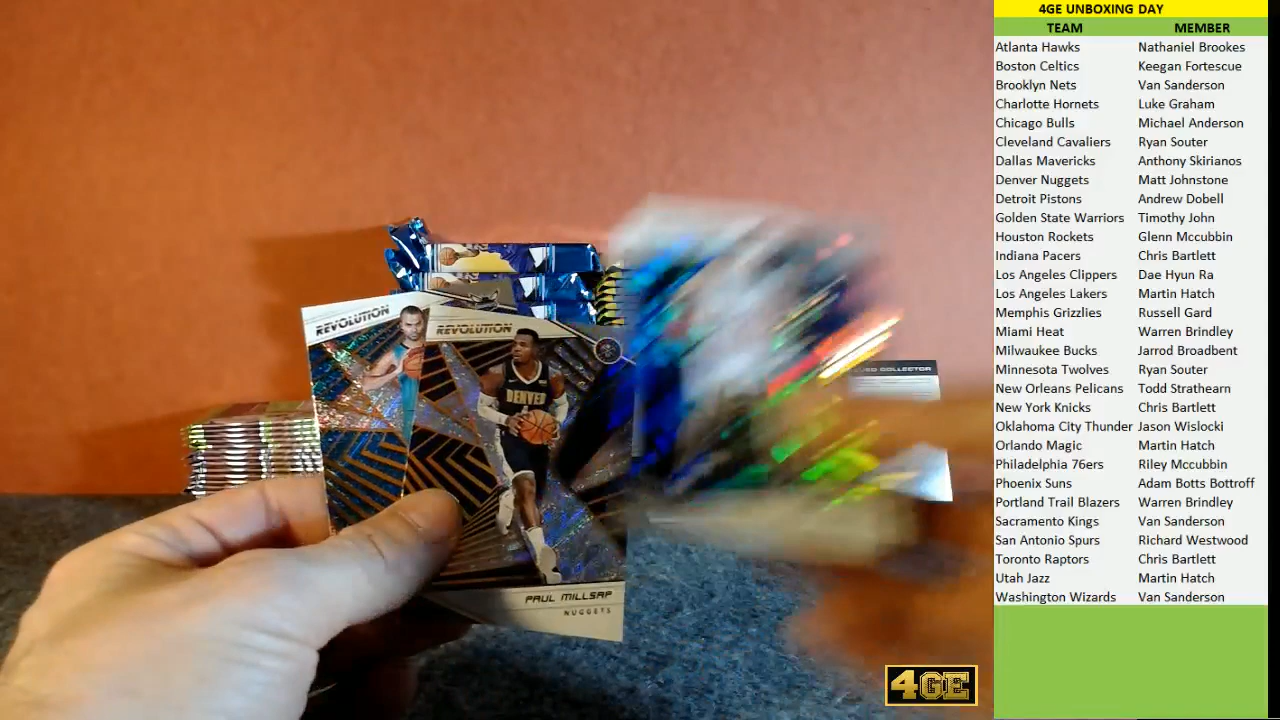 4GE UNBOXING DAY
TEAM MEMBER
Atlanta Hawks Nathaniel Brookes
Boston Celtics Keegan Fortescue
Brooklyn Nets Van Sanderson
Charlotte Hornets Luke Graham
Chicago Bulls Michael Anderson
Cleveland Cavaliers Ryan Souter
Dallas Mavericks Anthony Skirianos
Denver Nuggets Matt Johnstone
Detroit Pistons Andrew Dobell
Golden State Warriors Timothy John
Houston Rockets Glenn Mccubbin
Indiana Pacers Chris Bartlett
Los Angeles Clippers Dae Hyun Ra
Los Angeles Lakers Martin Hatch
Memphis Grizzlies Russell Gard
Miami Heat Warren Brindley
Milwaukee Bucks Jarrod Broadbent
Minnesota Twolves Ryan Souter
New Orleans Pelicans Todd Strathearn
New York Knicks Chris Bartlett
Oklahoma City Thunder Jason Wislocki
Orlando Magic Martin Hatch
Philadelphia 76ers Riley Mccubbin
Phoenix Suns Adam Botts Bottroff
Portland Trail Blazers Warren Brindley
Sacramento Kings Van Sanderson
San Antonio Spurs Richard Westwood
Toronto Raptors Chris Bartlett
Utah Jazz Martin Hatch
Washington Wizards Van Sanderson
REVOLUTION
REVOLUTION
DENVER
4
PAUL MILLSAP
NUGGETS
COLLECTOR
4GE